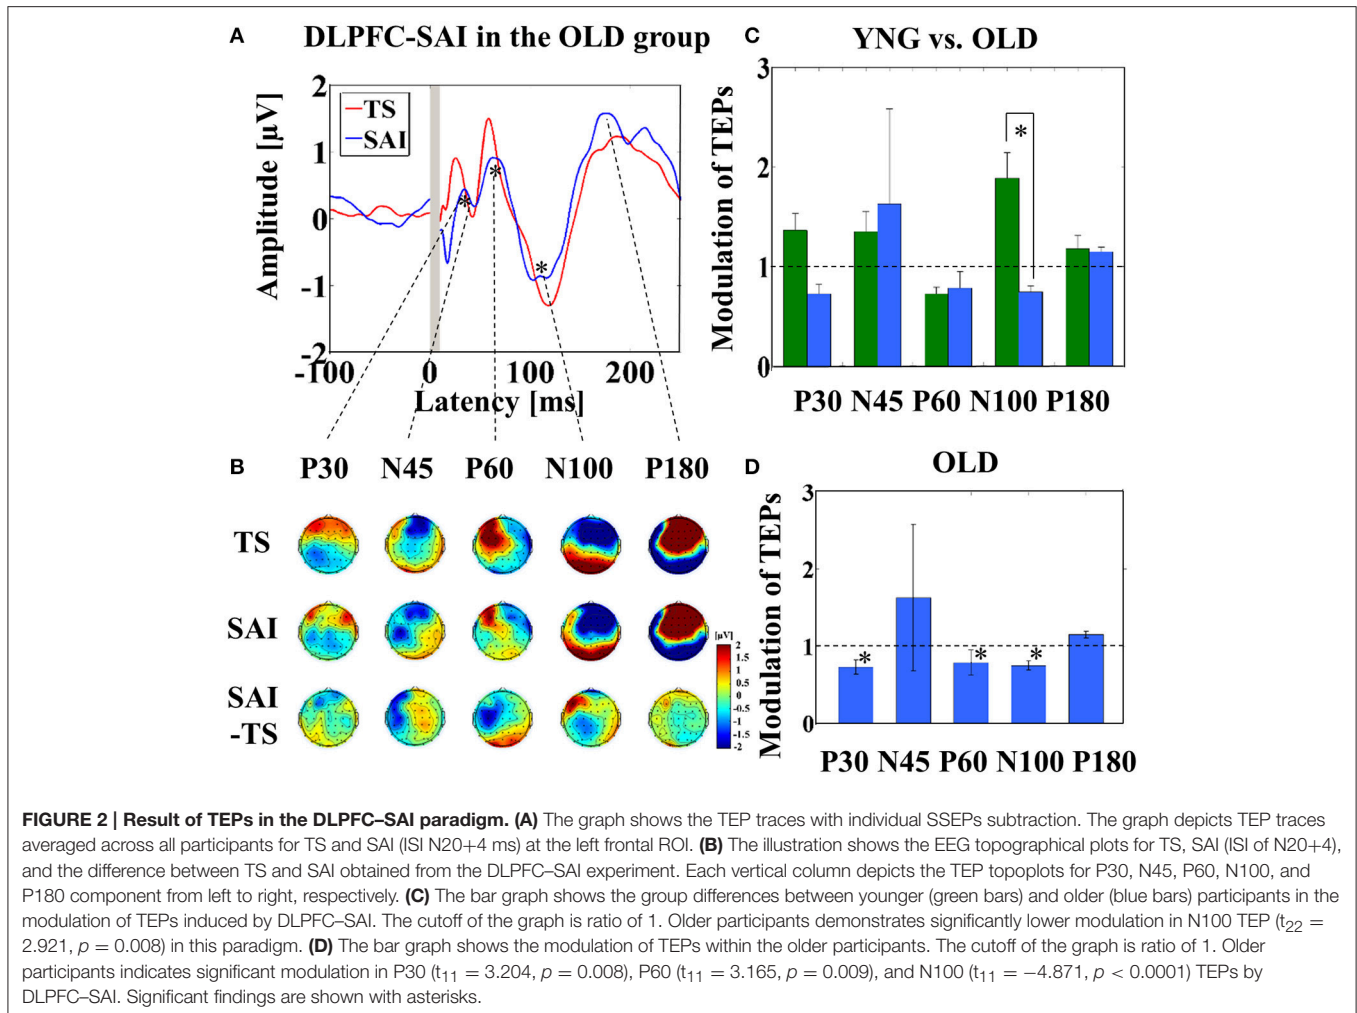 A
DLPFC-SAI in the OLD group
2
1
0
-1
-2
Amplitude [µV]
TS
SAI
*
*
*
-100
0
100
200
Latency [ms]
B
P30 N45 P60 N100 P180
TS
SAI
SAI
-TS
[µV]
2
1.5
1
0.5
0
-0.5
-1
-1.5
-2
C
YNG vs. OLD
3
2
1
0
Modulation of TEPs
*
P30 N45 P60 N100 P180
D
OLD
3
2
1
0
Modulation of TEPs
*
*
*
P30 N45 P60 N100 P180
FIGURE 2 | Result of TEPs in the DLPFC–SAI paradigm. (A) The graph shows the TEP traces with individual SSEPs subtraction. The graph depicts TEP traces
averaged across all participants for TS and SAI (ISI N20+4 ms) at the left frontal ROI. (B) The illustration shows the EEG topographical plots for TS, SAI (ISI of N20+4),
and the difference between TS and SAI obtained from the DLPFC–SAI experiment. Each vertical column depicts the TEP topoplots for P30, N45, P60, N100, and
P180 component from left to right, respectively. (C) The bar graph shows the group differences between younger (green bars) and older (blue bars) participants in the
modulation of TEPs induced by DLPFC–SAI. The cutoff of the graph is ratio of 1. Older participants demonstrates significantly lower modulation in N100 TEP (t22 =
2.921, p = 0.008) in this paradigm. (D) The bar graph shows the modulation of TEPs within the older participants. The cutoff of the graph is ratio of 1. Older
participants indicates significant modulation in P30 (t11 = 3.204, p = 0.008), P60 (t11 = 3.165, p = 0.009), and N100 (t11 = −4.871, p < 0.0001) TEPs by
DLPFC–SAI. Significant findings are shown with asterisks.